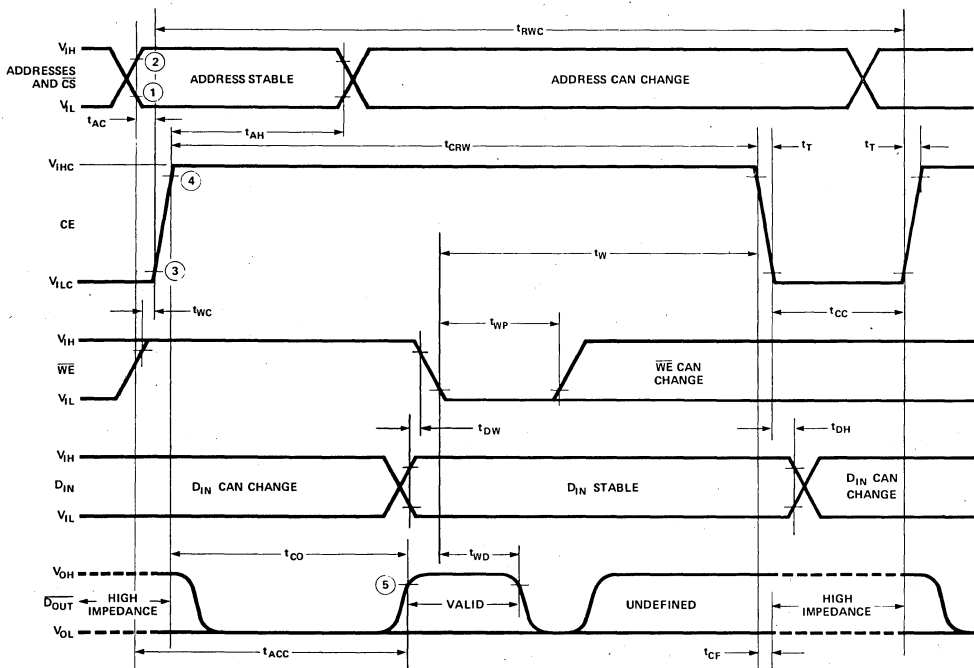 tRWC
VIH
ADDRESSES
AND CS
VIL
2
1
ADDRESS STABLE
ADDRESS CAN CHANGE
tAC
tAH
tCRW
tT
tT
VIHC
4
CE
3
VILC
tW
tCC
tWC
tWP
VIH
WE
VIL
WE CAN
CHANGE
tDW
tDH
VIH
DIN
VIL
DIN CAN CHANGE
DIN STABLE
DIN CAN
CHANGE
tCO
tWD
VOH
DOUT
VOL
HIGH
IMPEDANCE
5
VALID
UNDEFINED
HIGH
IMPEDANCE
tACC
tCF